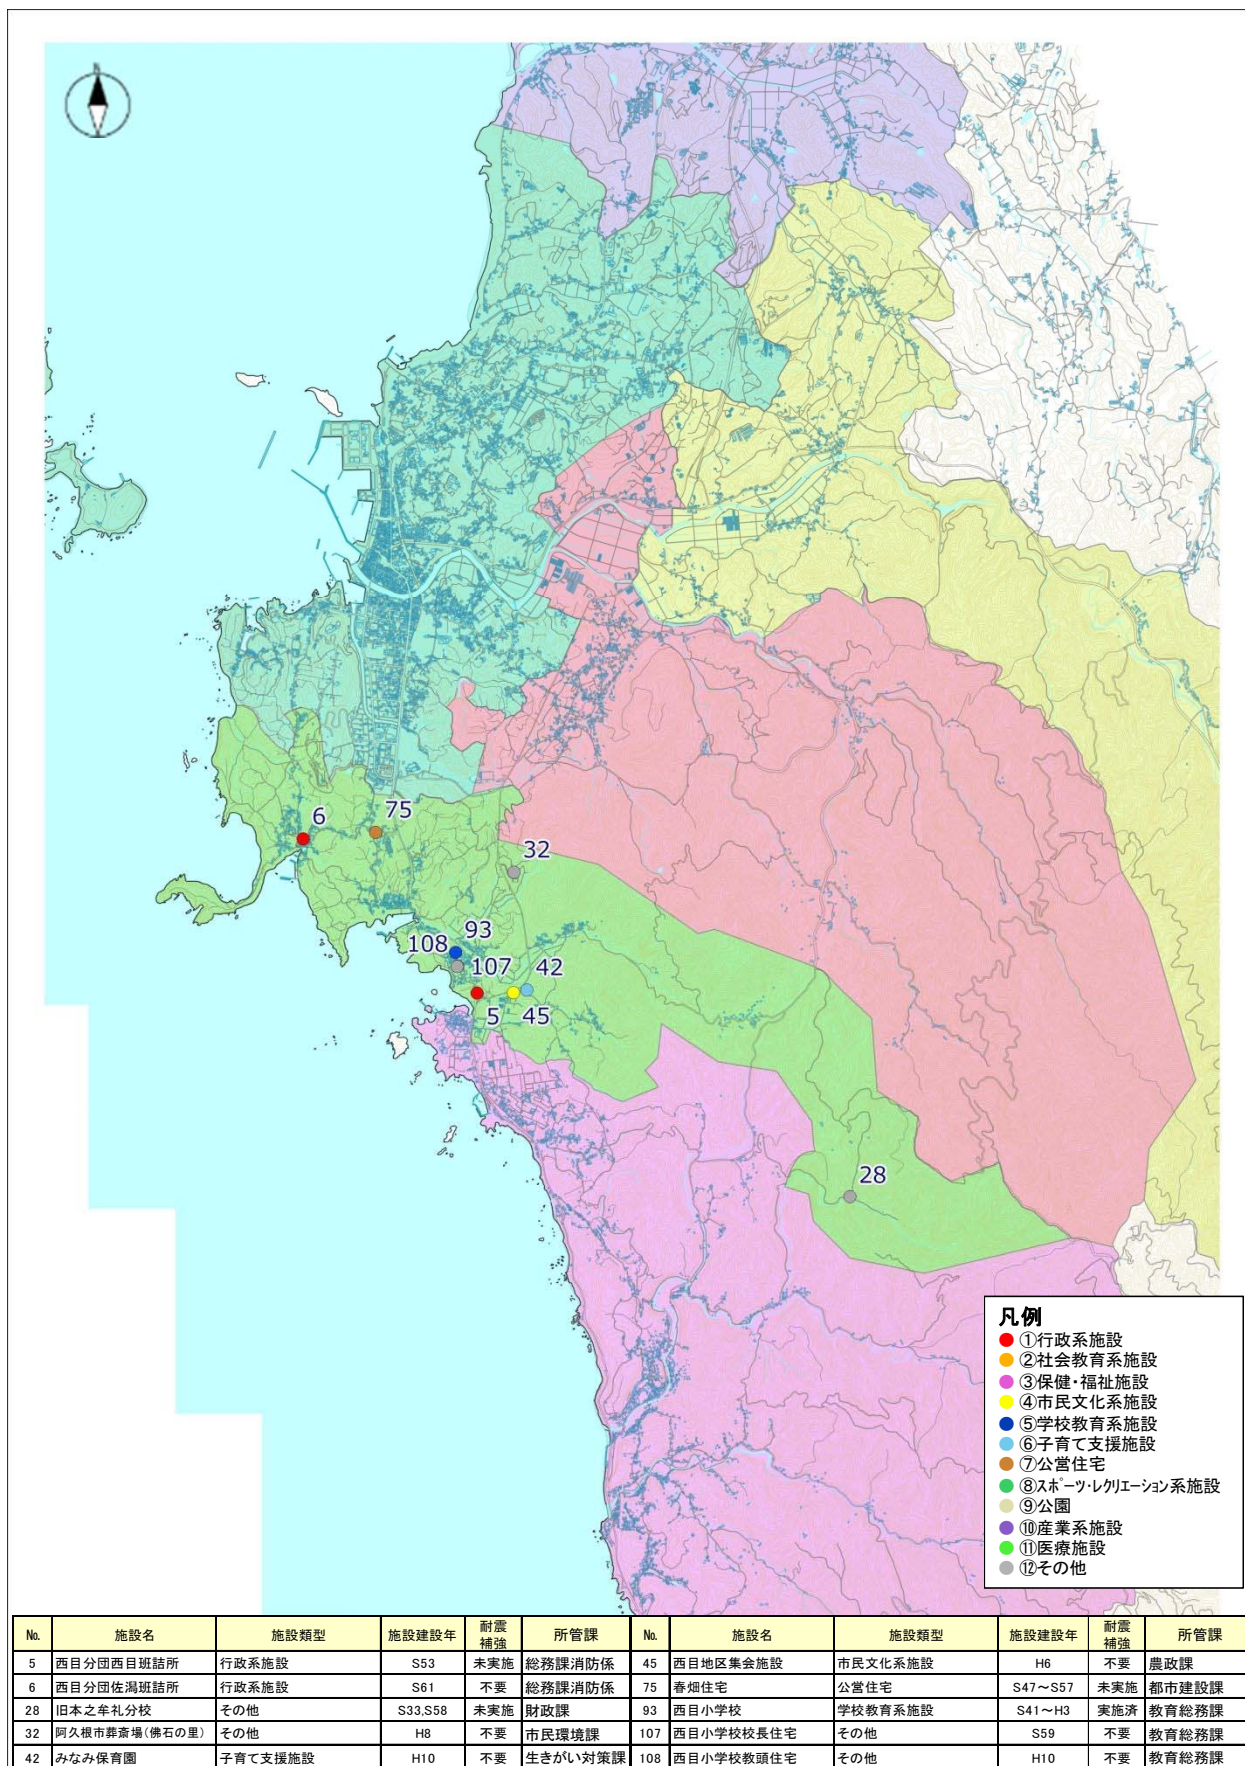 N
6
75
32
93
108
107
42
5
45
28
凡例
①行政系施設
②社会教育系施設
③保健・福祉施設
④市民文化系施設
⑤学校教育系施設
⑥子育て支援施設
⑦公営住宅
⑧スポーツ・レクリエーション系施設
⑨公園
⑩産業系施設
⑪医療施設
⑫その他
№ 施設名 施設類型 施設建設年 耐震補強 所管課 № 施設名 施設類型 施設建設年 耐震補強 所管課
5 西目分団西目班詰所 行政系施設 S53 未実施 総務課消防係 45 西目地区集会施設 市民文化系施設 H6 不要 農政課
6 西目分団佐潟班詰所 行政系施設 S61 不要 総務課消防係 75 春畑住宅 公営住宅 S47～S57 未実施 都市建設課
28 旧本之牟礼分校 その他 S33,S58 未実施 財政課 93 西目小学校 学校教育系施設 S41～H3 実施済 教育総務課
32 阿久根市葬斎場(佛石の里) その他 H8 不要 市民環境課 107 西目小学校校長住宅 その他 S59 不要 教育総務課
42 みなみ保育園 子育て支援施設 H10 不要 生きがい対策課 108 西目小学校教頭住宅 その他 H10 不要 教育総務課